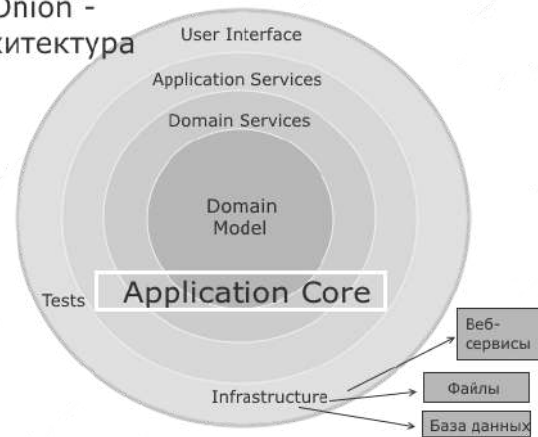 Onion -
хитектура
User Interface
Application Services
Domain Services
Domain
Model
Application Core
Tests
Infrastructure
Веб-
сервисы
Файлы
База данных